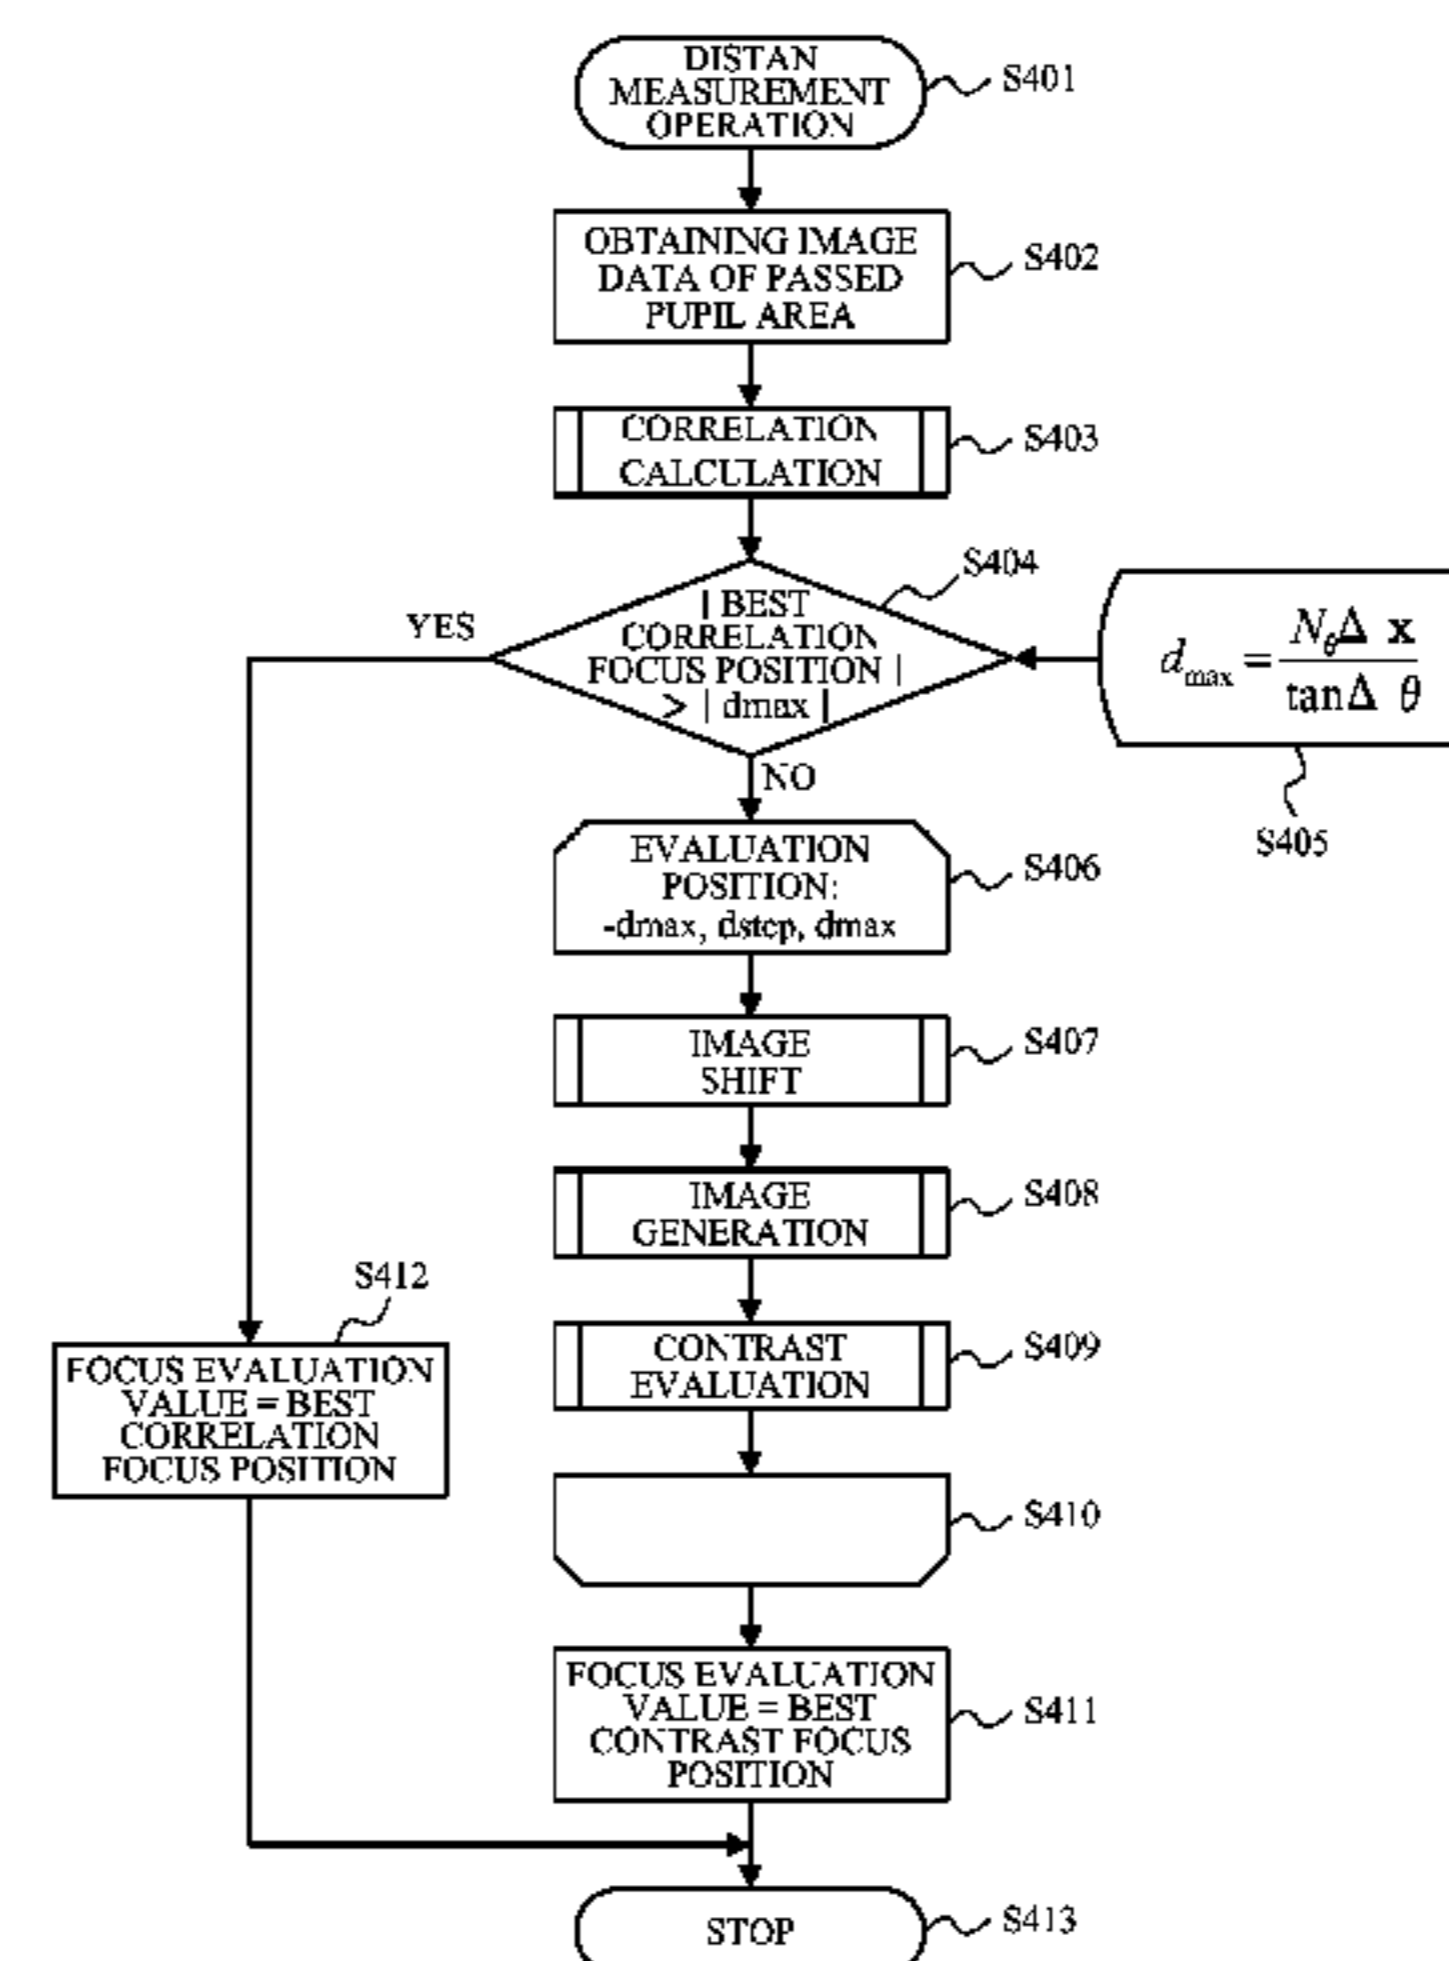 DISTAN
MEASUREMENT
OPERATION
S401
OBTAINING IMAGE
DATA OF PASSED
PUPIL AREA
S402
CORRELATION
CALCULATION
S403
S404
| BEST
CORRELATION
FOCUS POSITION |
> | dmax |
YES
NO
d_max = N_θΔ x / tanΔ θ
S405
EVALUATION
POSITION:
-dmax, dstep, dmax
S406
IMAGE
SHIFT
S407
IMAGE
GENERATION
S408
CONTRAST
EVALUATION
S409
S410
S412
FOCUS EVALUATION
VALUE = BEST
CORRELATION
FOCUS POSITION
FOCUS EVALUATION
VALUE = BEST
CONTRAST FOCUS
POSITION
S411
STOP
S413